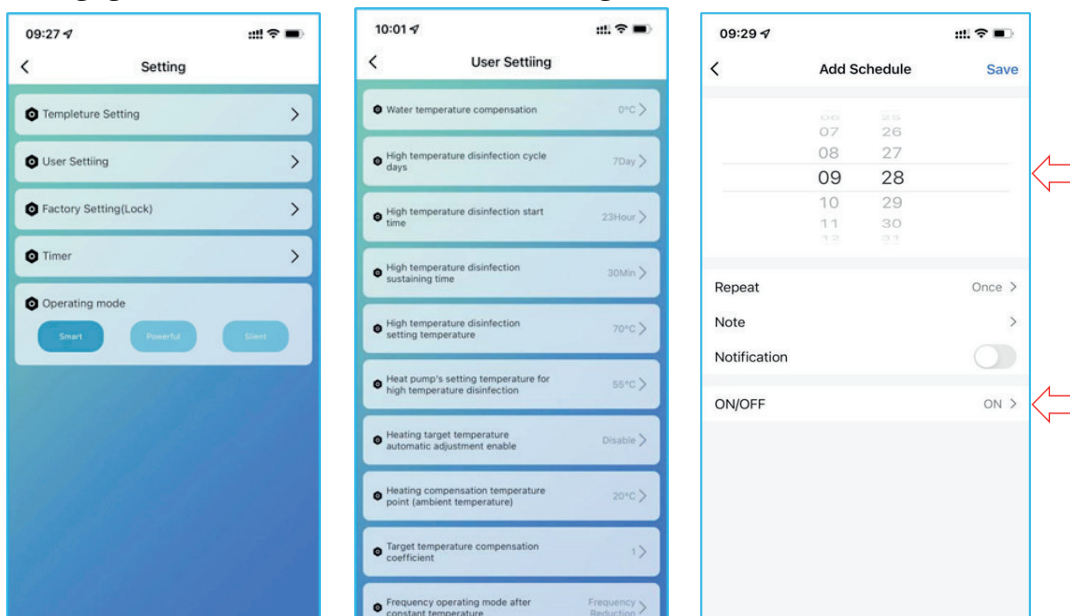 09:27
Setting
Templeture Setting
User Settiing
Factory Setting(Lock)
Timer
Operating mode
Smart
Powerful
Silent
10:01
User Settiing
Water temperature compensation 0°C
High temperature disinfection cycle
days
7Day
High temperature disinfection start
time
23Hour
High temperature disinfection
sustaining time
30Min
High temperature disinfection
setting temperature
70°C
Heat pump's setting temperature for
high temperature disinfection
55°C
Heating target temperature
automatic adjustment enable
Disable
Heating compensation temperature
point (ambient temperature)
20°C
Target temperature compensation
coefficient
1
Frequency operating mode after
constant temperature
Frequency
Reduction
09:29
Add Schedule Save
06 25
07 26
08 27
09 28
10 29
11 30
12 31
Repeat Once
Note
Notification
ON/OFF ON